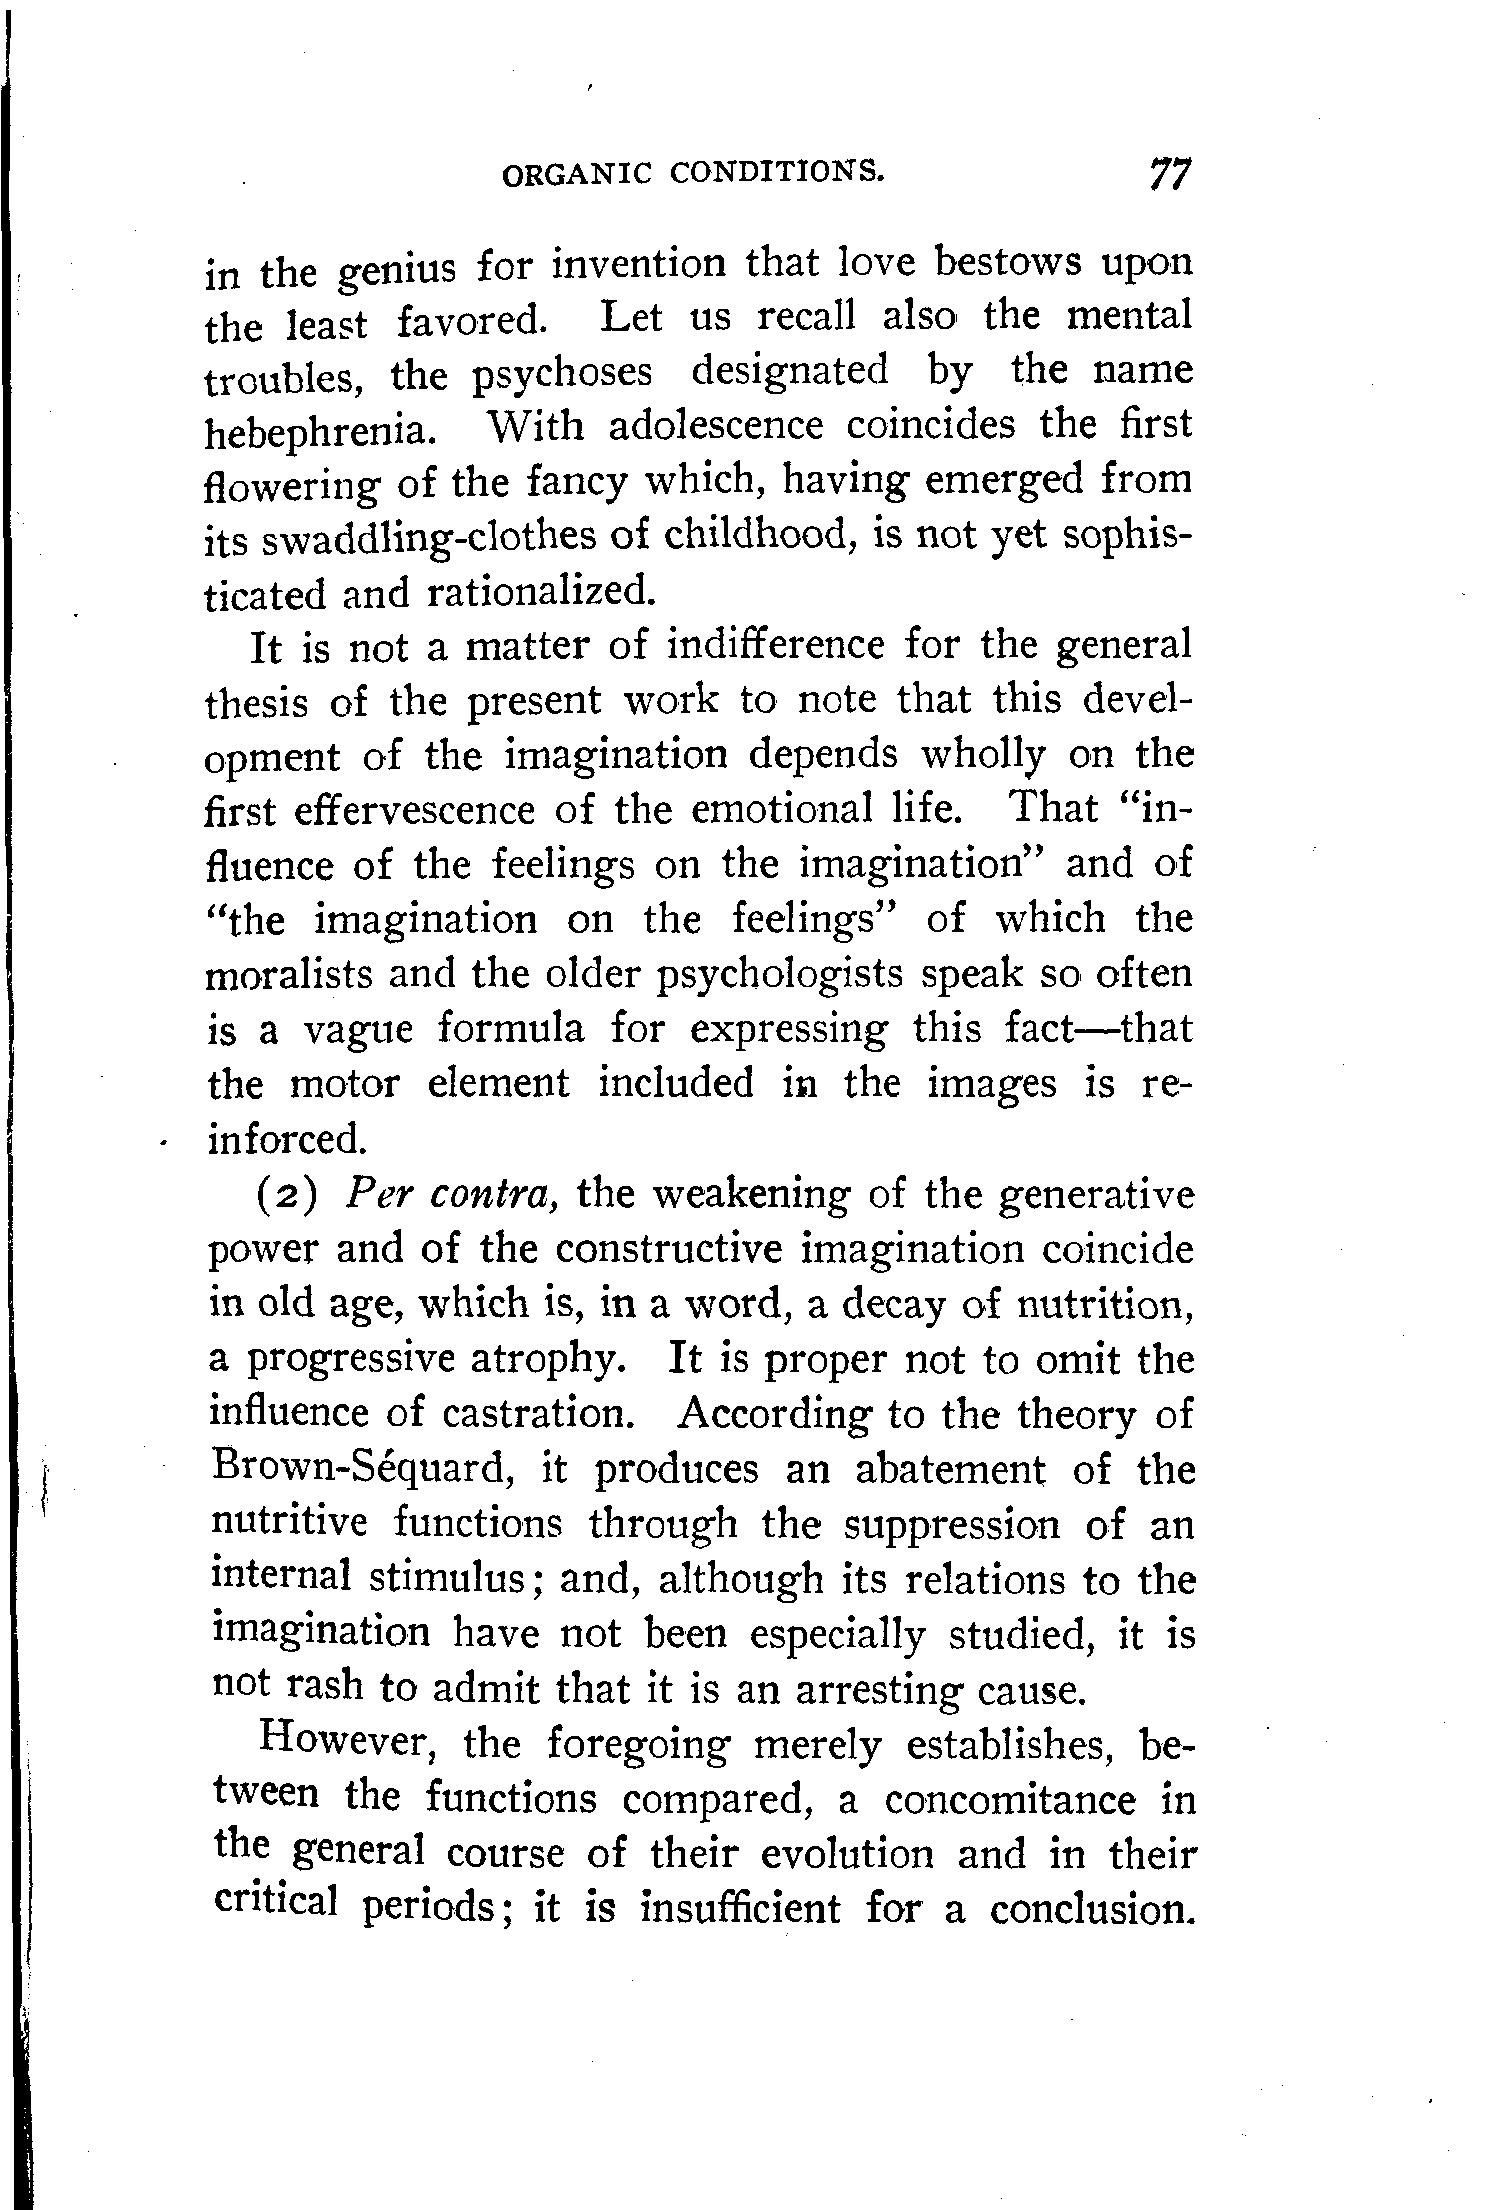 ORGANIC CONDITIONS. 77
in the genius for invention that love bestows upon
the least favored. Let us recall also the mental
troubles, the psychoses designated by the name
hebephrenia. With adolescence coincides the first
flowering of the fancy which, having emerged from
its swaddling-clothes of childhood, is not yet sophis-
ticated and rationalized.
It is not a matter of indifference for the general
thesis of the present work to note that this devel-
opment of the imagination depends wholly on the
first effervescence of the emotional life. That "in-
fluence of the feelings on the imagination" and of
"the imagination on the feelings" of which the
moralists and the older psychologists speak so often
is a vague formula for expressing this fact—that
the motor element included in the images is re-
inforced.
(2) Per contra, the weakening of the generative
power and of the constructive imagination coincide
in old age, which is, in a word, a decay of nutrition,
a progressive atrophy. It is proper not to omit the
influence of castration. According to the theory of
Brown-Séquard, it produces an abatement of the
nutritive functions through the suppression of an
internal stimulus; and, although its relations to the
imagination have not been especially studied, it is
not rash to admit that it is an arresting cause.
However, the foregoing merely establishes, be-
tween the functions compared, a concomitance in
the general course of their evolution and in their
critical periods; it is insufficient for a conclusion.